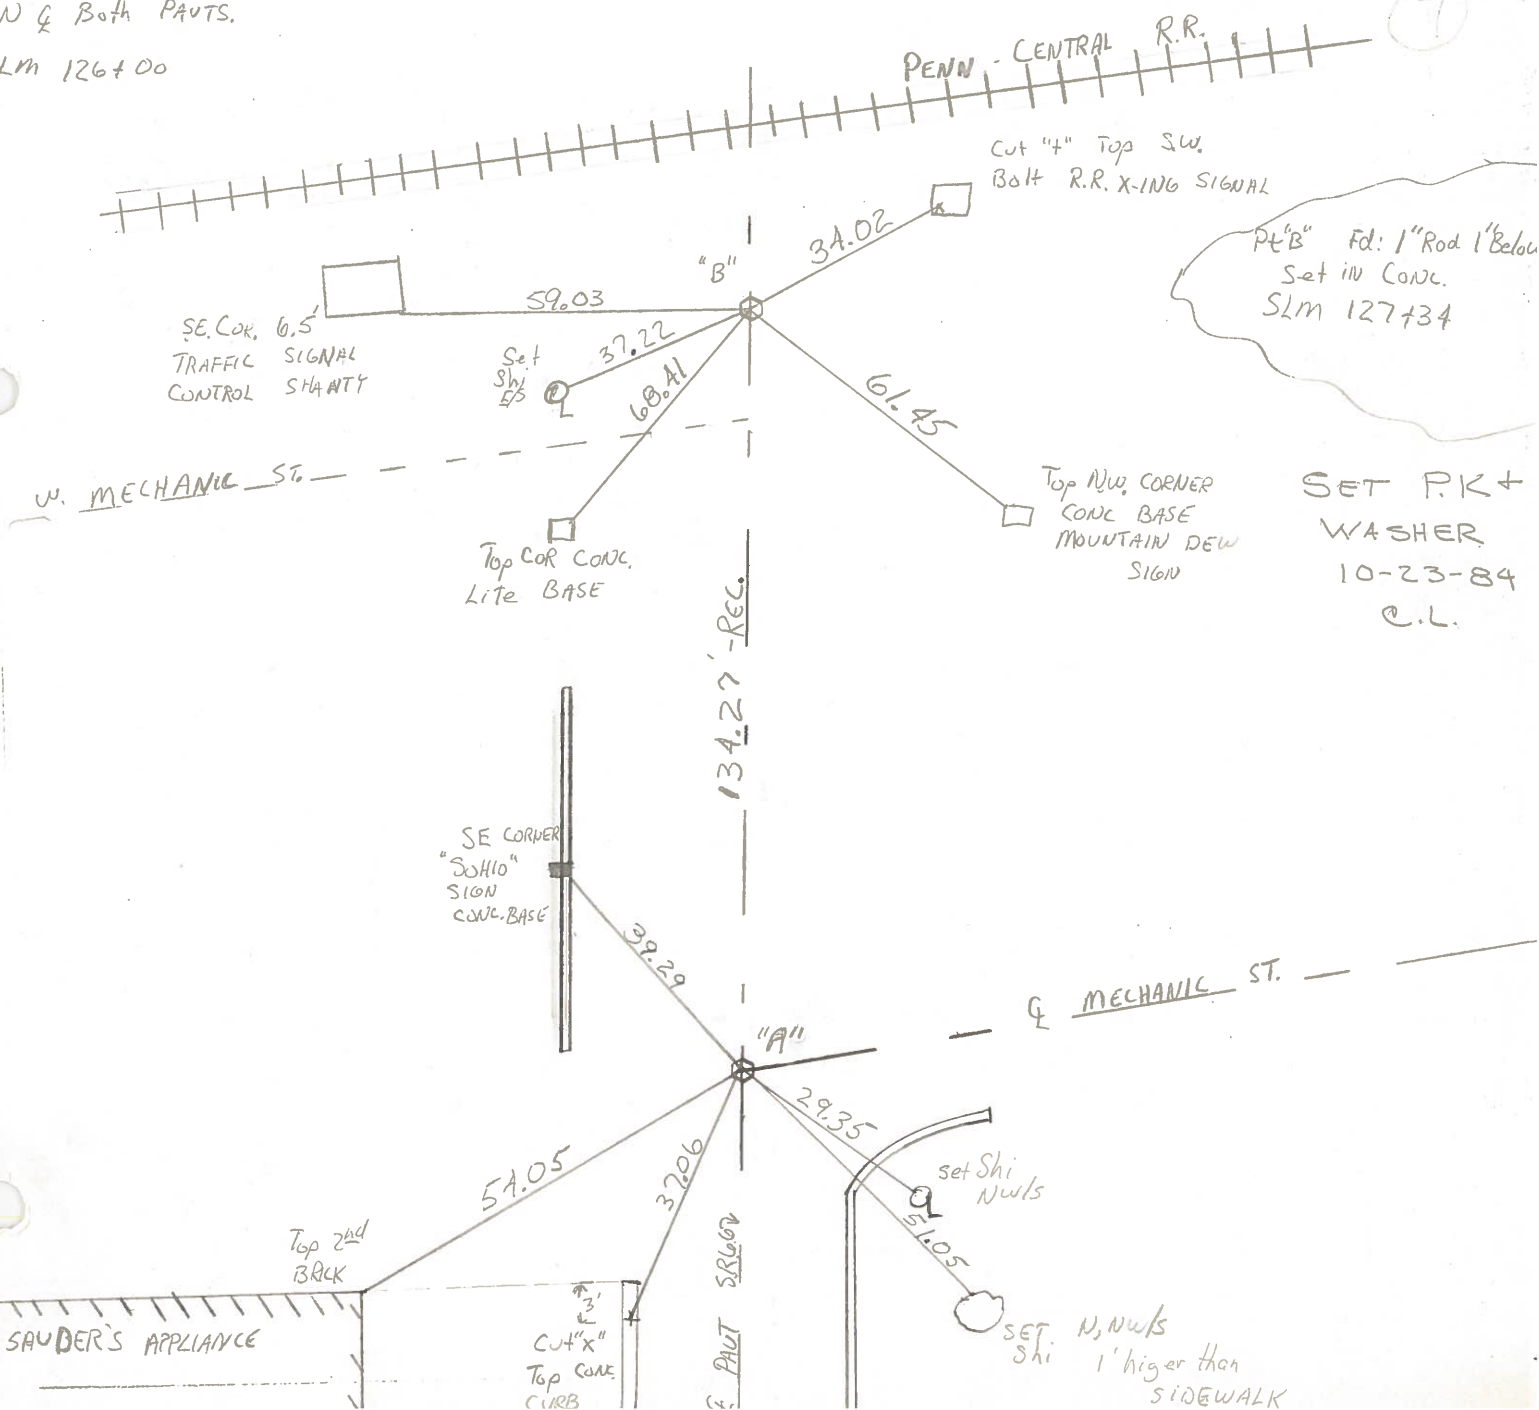 N ℄ Both PAVTS.
Lm 126+00
PENN - CENTRAL R.R.
Cut "+" Top S.W.
Bolt R.R. X-ING SIGNAL
34.02
"B"
Pt "B" Fd: 1" Rod 1' Below
Set in Conc.
SLM 127+34
59.03
SE. COR. 6.5'
TRAFFIC SIGNAL
CONTROL SHANTY
37.22
Set
Shi
E/S
68.41
61.45
W. MECHANIC ST.
Top N.W. CORNER
CONC BASE
MOUNTAIN DEW
SIGN
SET P.K +
WASHER
10-23-84
C.L.
Top COR CONC.
Lite BASE
134.27' - REC.
SE CORNER
"SOHIO"
SIGN
CONC. BASE
39.29
℄ MECHANIC ST.
"A"
29.35
54.05
37.06
set Shi
NW/s
51.05
Top 2nd
BRICK
3'
SAUDER'S APPLIANCE
Cut "x"
Top CONC.
CURB
℄ PAVT SR602
SET N, NW/s
Shi 1' higer than
SIDEWALK